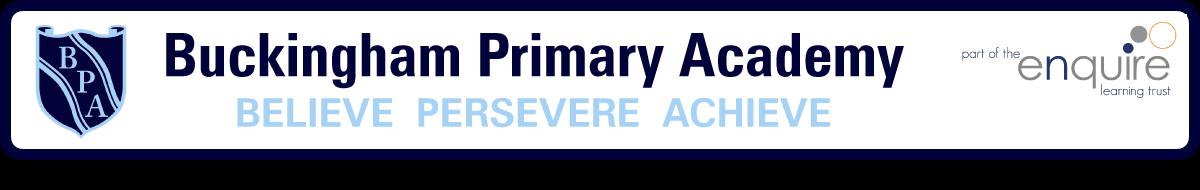 B
P
A
Buckingham Primary Academy
BELIEVE PERSEVERE ACHIEVE
part of the
enquire
learning trust